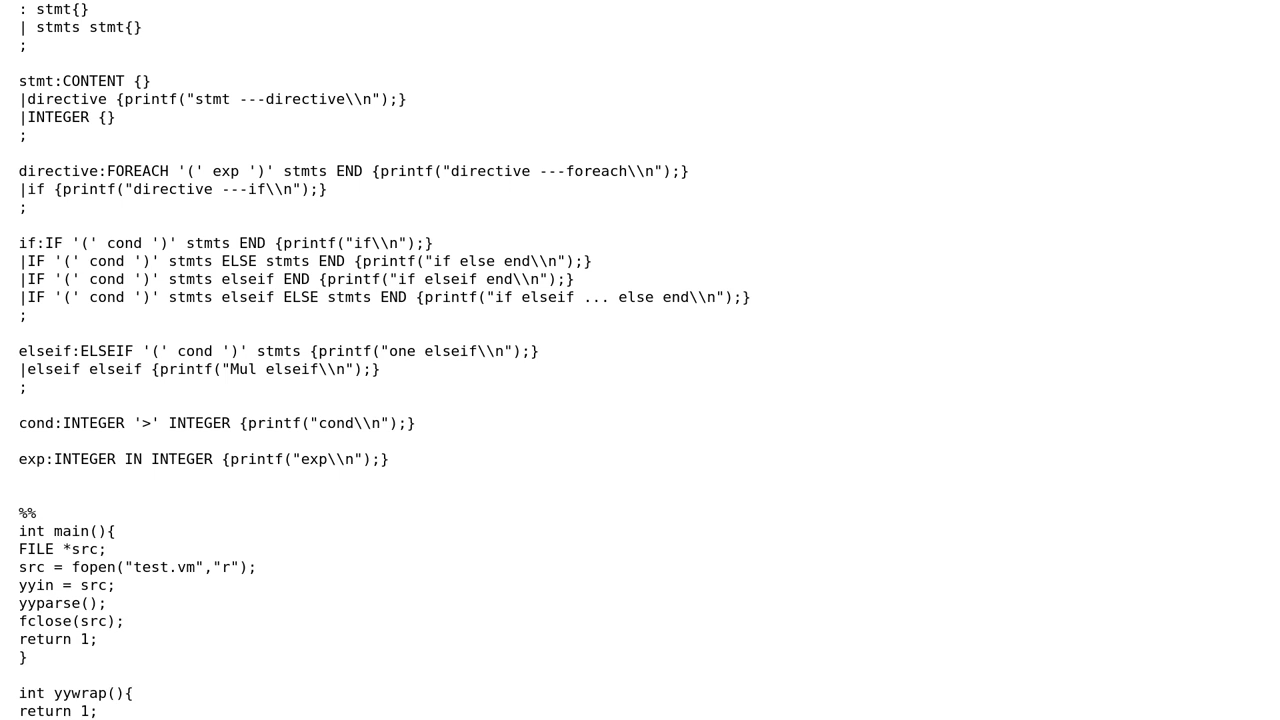 : stmt{}
| stmts stmt{}
;
stmt:CONTENT {}
|directive {printf("stmt ---directive\\n");}
|INTEGER {}
;
directive:FOREACH '(' exp ')' stmts END {printf("directive ---foreach\\n");}
|if {printf("directive ---if\\n");}
;
if:IF '(' cond ')' stmts END {printf("if\\n");}
|IF '(' cond ')' stmts ELSE stmts END {printf("if else end\\n");}
|IF '(' cond ')' stmts elseif END {printf("if elseif end\\n");}
|IF '(' cond ')' stmts elseif ELSE stmts END {printf("if elseif ... else end\\n");}
;
elseif:ELSEIF '(' cond ')' stmts {printf("one elseif\\n");}
|elseif elseif {printf("Mul elseif\\n");}
;
cond:INTEGER '>' INTEGER {printf("cond\\n");}
exp:INTEGER IN INTEGER {printf("exp\\n");}
%%
int main(){
FILE *src;
src = fopen("test.vm","r");
yyin = src;
yyparse();
fclose(src);
return 1;
}
int yywrap(){
return 1;